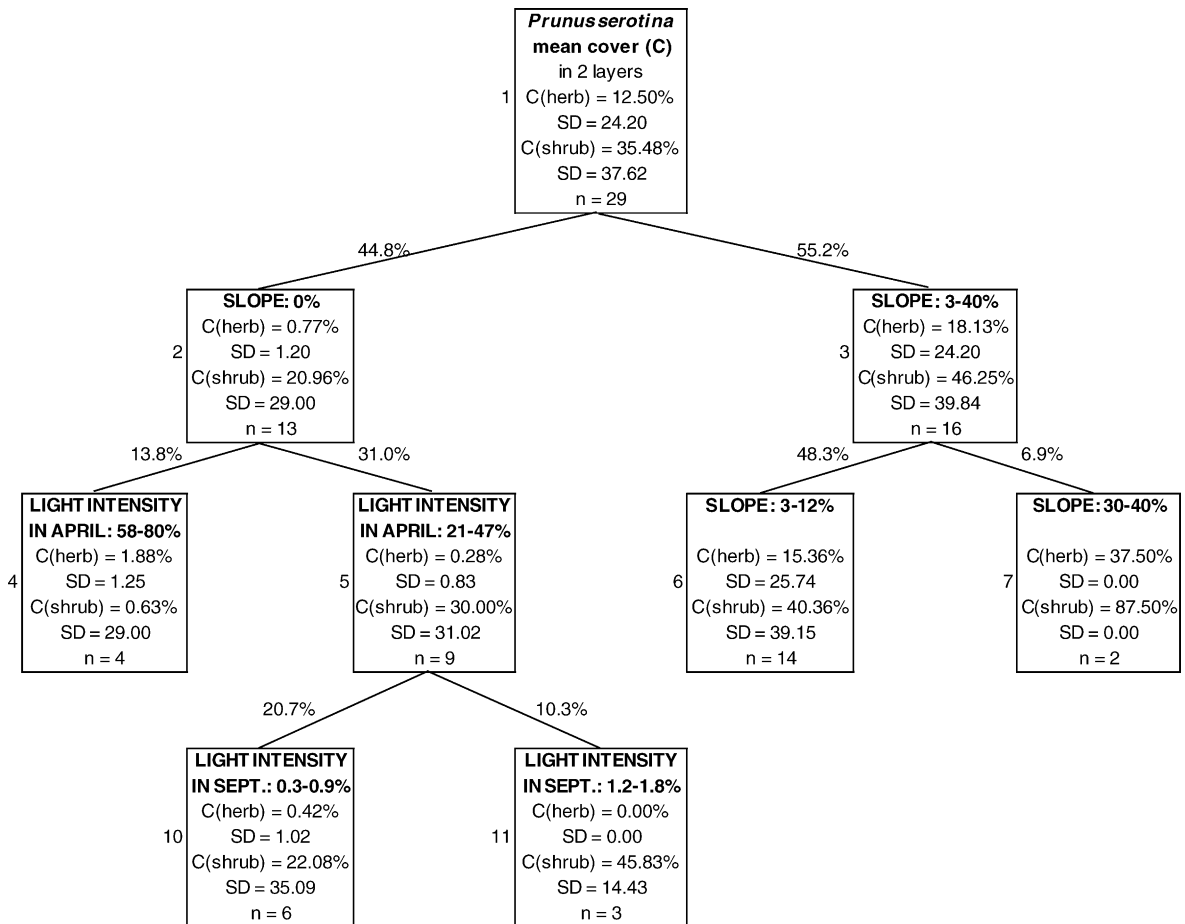 Prunus serotina
mean cover (C)
in 2 layers
1
C(herb) = 12.50%
SD = 24.20
C(shrub) = 35.48%
SD = 37.62
n = 29
44.8%
55.2%
SLOPE: 0%
C(herb) = 0.77%
2
SD = 1.20
C(shrub) = 20.96%
SD = 29.00
n = 13
SLOPE: 3-40%
C(herb) = 18.13%
3
SD = 24.20
C(shrub) = 46.25%
SD = 39.84
n = 16
13.8%
31.0%
48.3%
6.9%
LIGHT INTENSITY
IN APRIL: 58-80%
C(herb) = 1.88%
4
SD = 1.25
C(shrub) = 0.63%
SD = 29.00
n = 4
LIGHT INTENSITY
IN APRIL: 21-47%
C(herb) = 0.28%
5
SD = 0.83
C(shrub) = 30.00%
SD = 31.02
n = 9
SLOPE: 3-12%
C(herb) = 15.36%
6
SD = 25.74
C(shrub) = 40.36%
SD = 39.15
n = 14
SLOPE: 30-40%
C(herb) = 37.50%
7
SD = 0.00
C(shrub) = 87.50%
SD = 0.00
n = 2
20.7%
10.3%
LIGHT INTENSITY
IN SEPT.: 0.3-0.9%
C(herb) = 0.42%
10
SD = 1.02
C(shrub) = 22.08%
SD = 35.09
n = 6
LIGHT INTENSITY
IN SEPT.: 1.2-1.8%
C(herb) = 0.00%
11
SD = 0.00
C(shrub) = 45.83%
SD = 14.43
n = 3